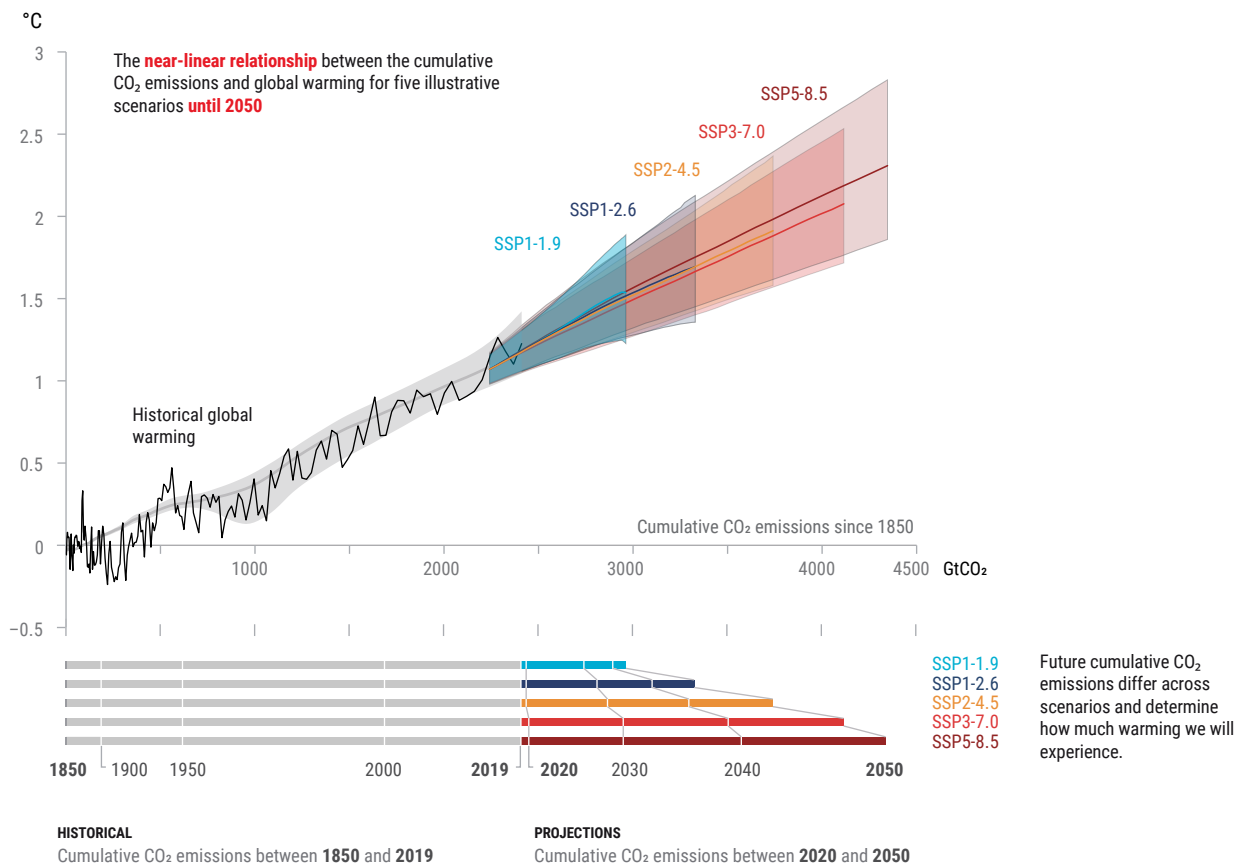 °C
3
The near-linear relationship between the cumulative
CO₂ emissions and global warming for five illustrative
scenarios until 2050
SSP5-8.5
2.5
SSP3-7.0
SSP2-4.5
2
SSP1-2.6
SSP1-1.9
1.5
1
Historical global
warming
0.5
Cumulative CO₂ emissions since 1850
0
1000
2000
3000
4000
4500
GtCO₂
−0.5
SSP1-1.9
SSP1-2.6
SSP2-4.5
SSP3-7.0
SSP5-8.5
Future cumulative CO₂
emissions differ across
scenarios and determine
how much warming we will
experience.
1850
1900
1950
2000
2019
2020
2030
2040
2050
HISTORICAL
Cumulative CO₂ emissions between 1850 and 2019
PROJECTIONS
Cumulative CO₂ emissions between 2020 and 2050